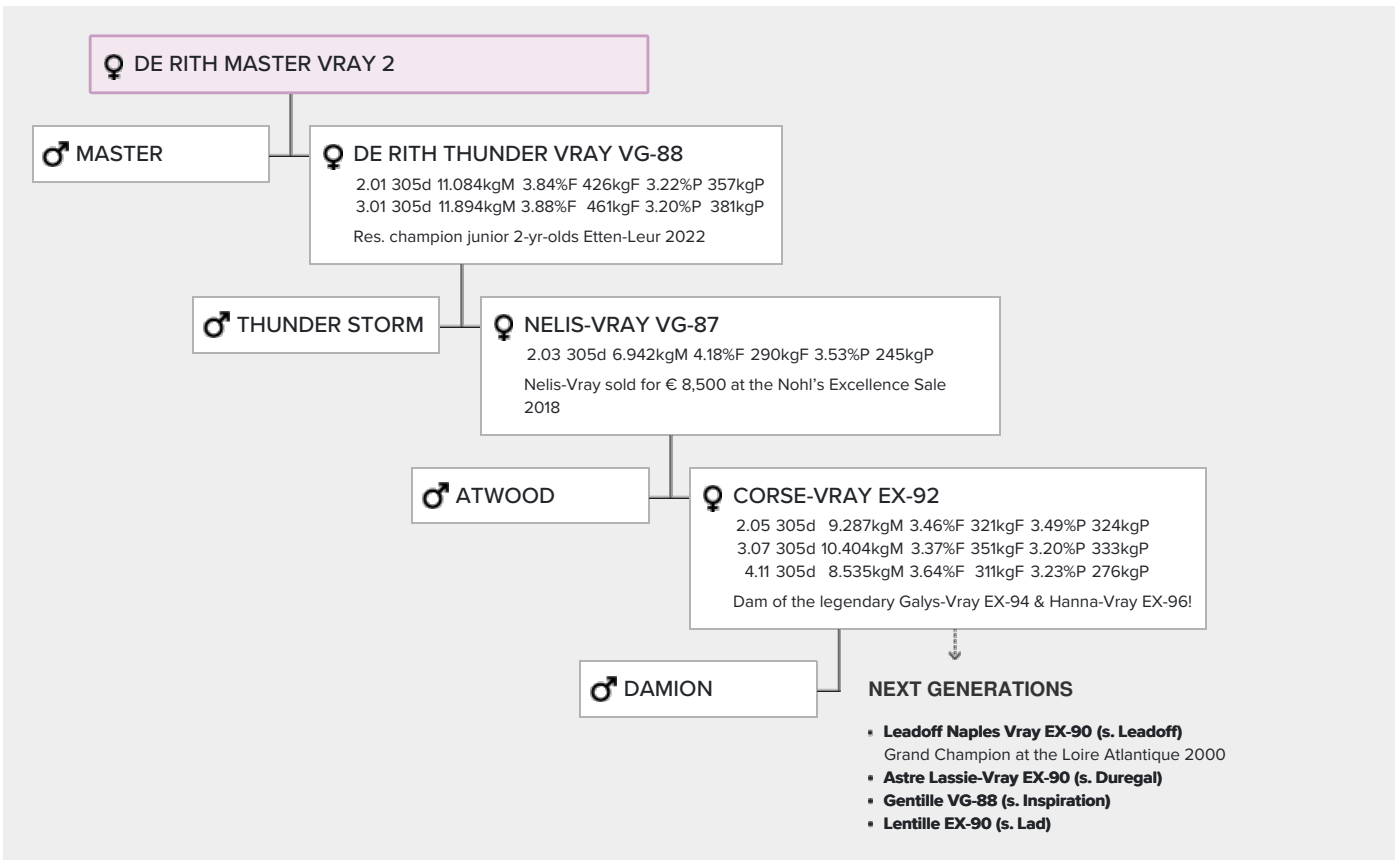 DE RITH MASTER VRAY 2
MASTER
DE RITH THUNDER VRAY VG-88
2.01 305d 11.084kgM 3.84%F 426kgF 3.22%P 357kgP
3.01 305d 11.894kgM 3.88%F 461kgF 3.20%P 381kgP
Res. champion junior 2-yr-olds Etten-Leur 2022
THUNDER STORM
NELIS-VRAY VG-87
2.03 305d 6.942kgM 4.18%F 290kgF 3.53%P 245kgP
Nelis-Vray sold for € 8,500 at the Nohl's Excellence Sale
2018
ATWOOD
CORSE-VRAY EX-92
2.05 305d 9.287kgM 3.46%F 321kgF 3.49%P 324kgP
3.07 305d 10.404kgM 3.37%F 351kgF 3.20%P 333kgP
4.11 305d 8.535kgM 3.64%F 311kgF 3.23%P 276kgP
Dam of the legendary Galys-Vray EX-94 & Hanna-Vray EX-96!
DAMION
NEXT GENERATIONS
• Leadoff Naples Vray EX-90 (s. Leadoff)
Grand Champion at the Loire Atlantique 2000
• Astre Lassie-Vray EX-90 (s. Duregal)
• Gentille VG-88 (s. Inspiration)
• Lentille EX-90 (s. Lad)